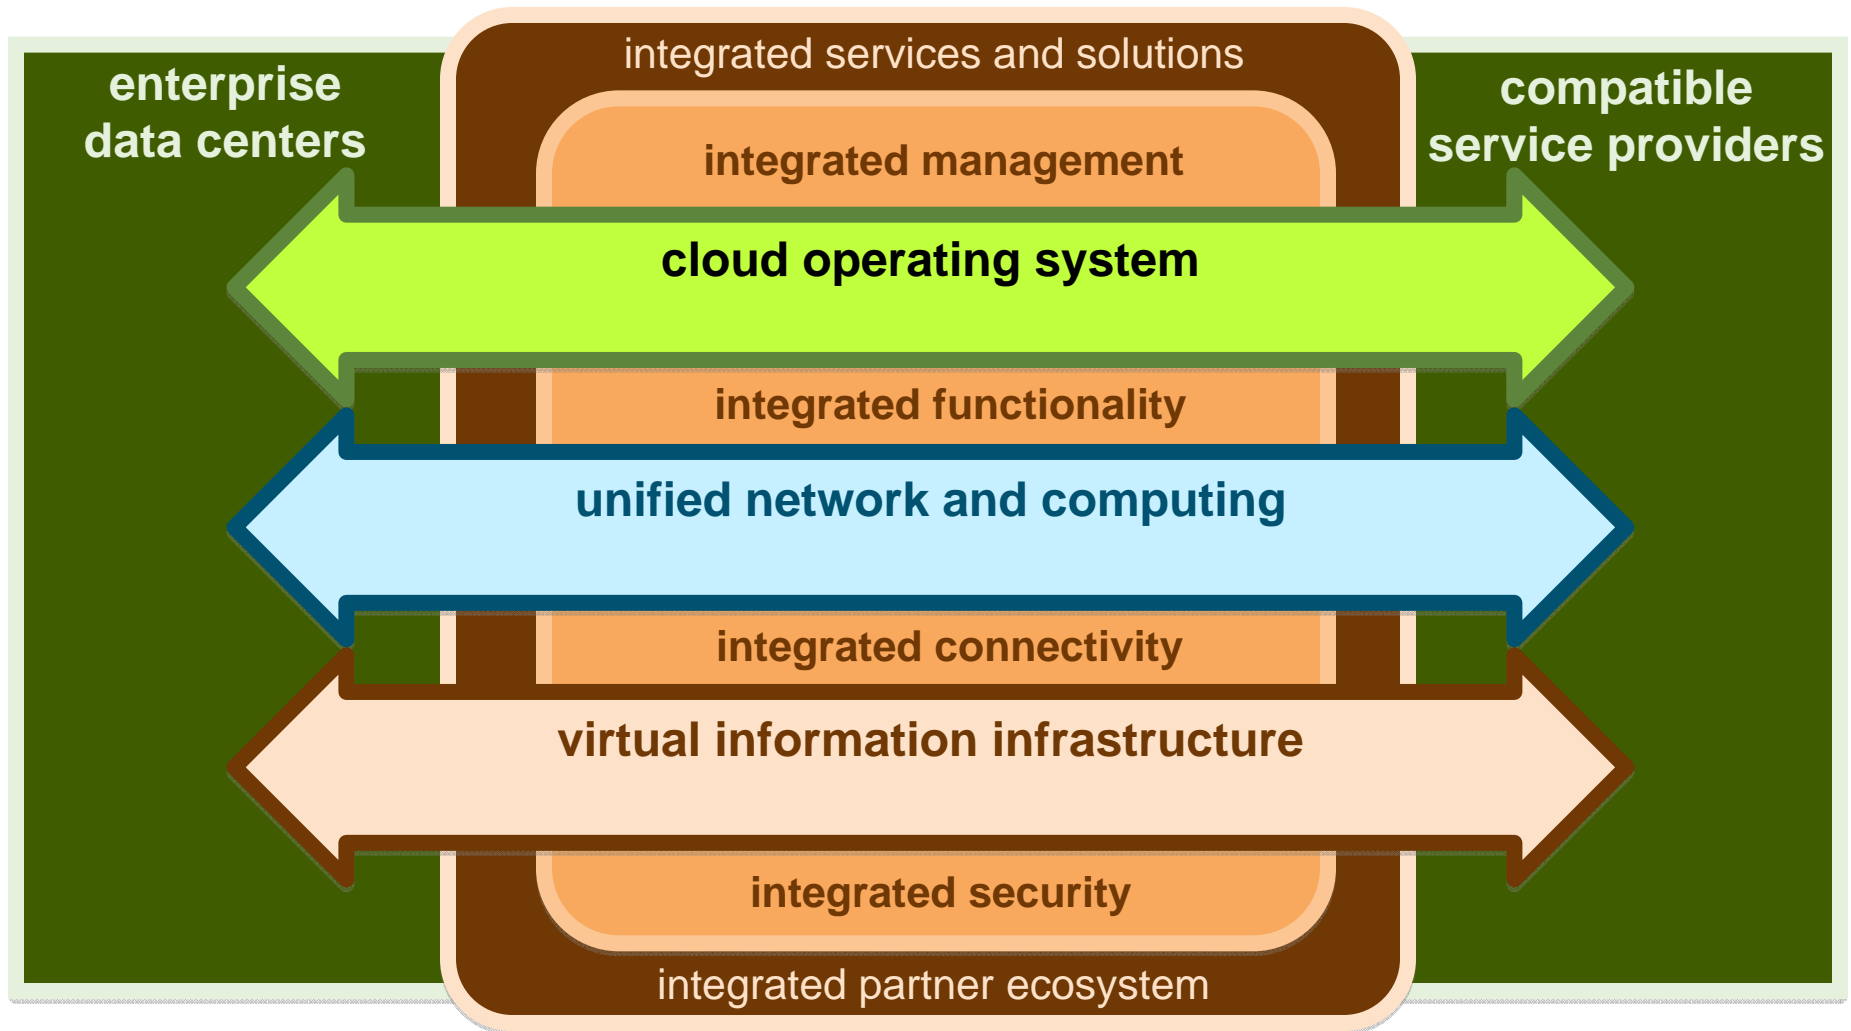 integrated services and solutions
enterprise
data centers
compatible
service providers
integrated management
cloud operating system
integrated functionality
unified network and computing
integrated connectivity
virtual information infrastructure
integrated security
integrated partner ecosystem